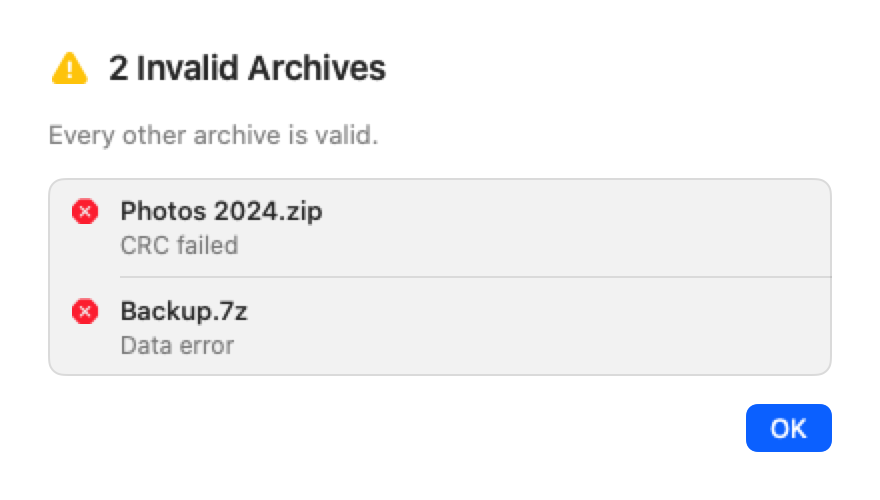 2 Invalid Archives
Every other archive is valid.
Photos 2024.zip
CRC failed
Backup.7z
Data error
OK